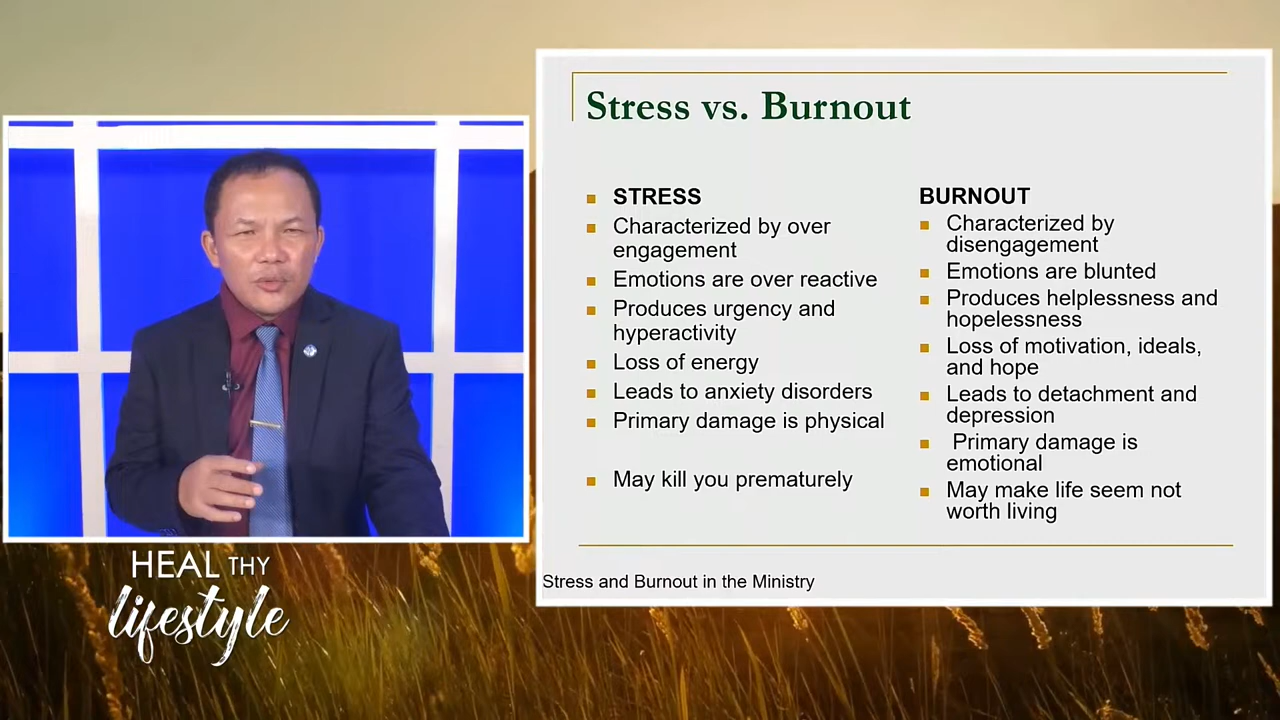 Stress vs. Burnout
STRESS
Characterized by over
engagement
Emotions are over reactive
Produces urgency and
hyperactivity
Loss of energy
Leads to anxiety disorders
Primary damage is physical
May kill you prematurely
BURNOUT
Characterized by
disengagement
Emotions are blunted
Produces helplessness and
hopelessness
Loss of motivation, ideals,
and hope
Leads to detachment and
depression
Primary damage is
emotional
May make life seem not
worth living
Stress and Burnout in the Ministry
HEAL THY
lifestyle